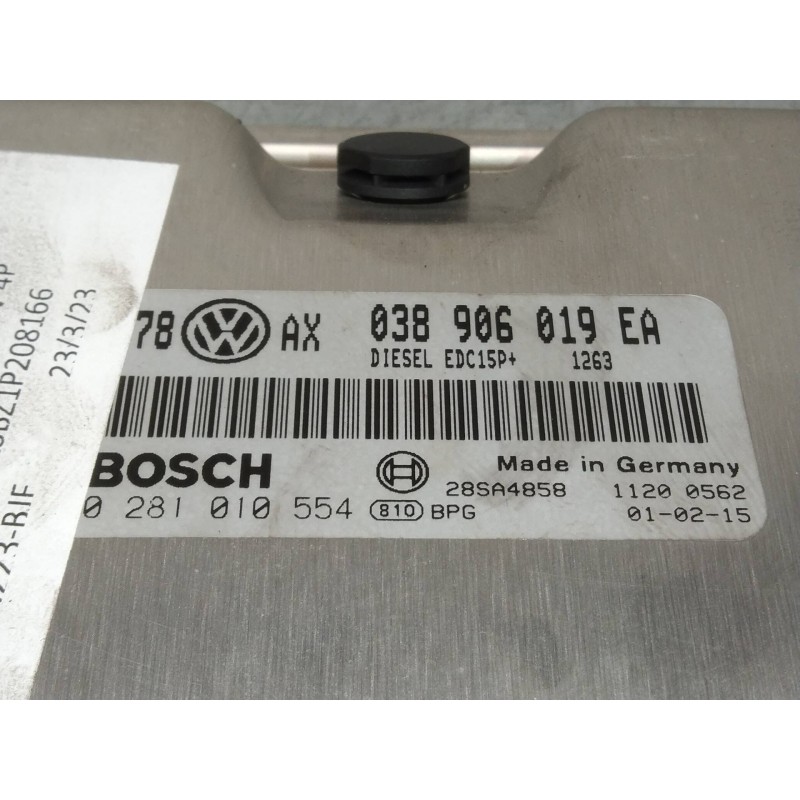 78 VW AX 038 906 019 EA
DIESEL EDC15P+ 1263
BOSCH
Made in Germany
28SA4858 1120 0562
0 281 010 554 810 BPG 01-02-15
23/3/23